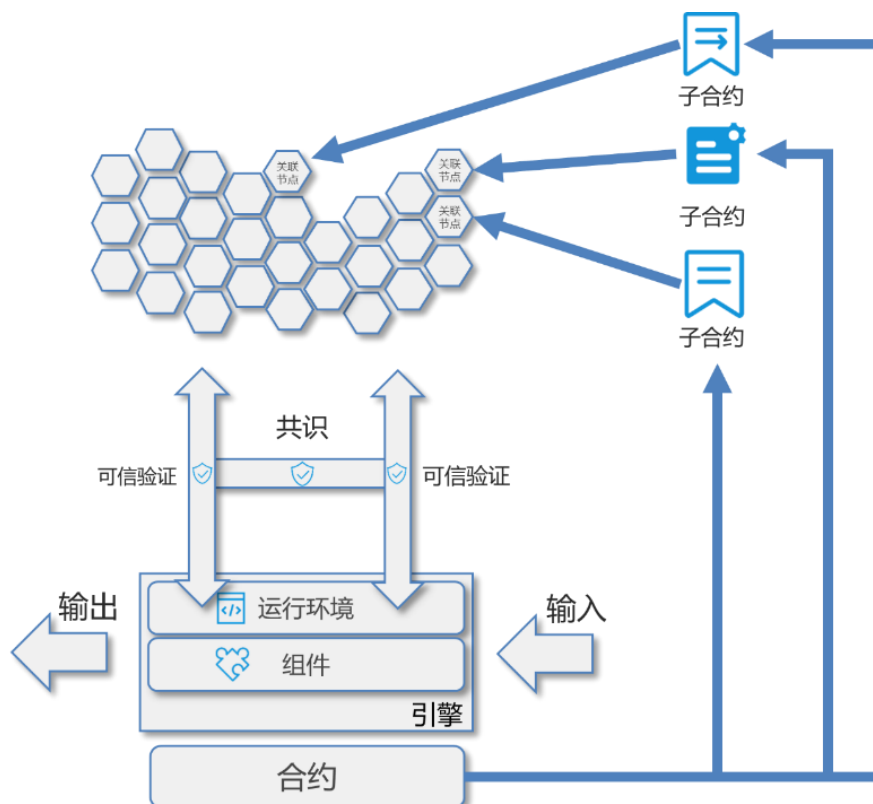 子合约
关联
节点
关联
节点
子合约
关联
节点
子合约
共识
可信验证
可信验证
输出
运行环境
输入
组件
引擎
合约